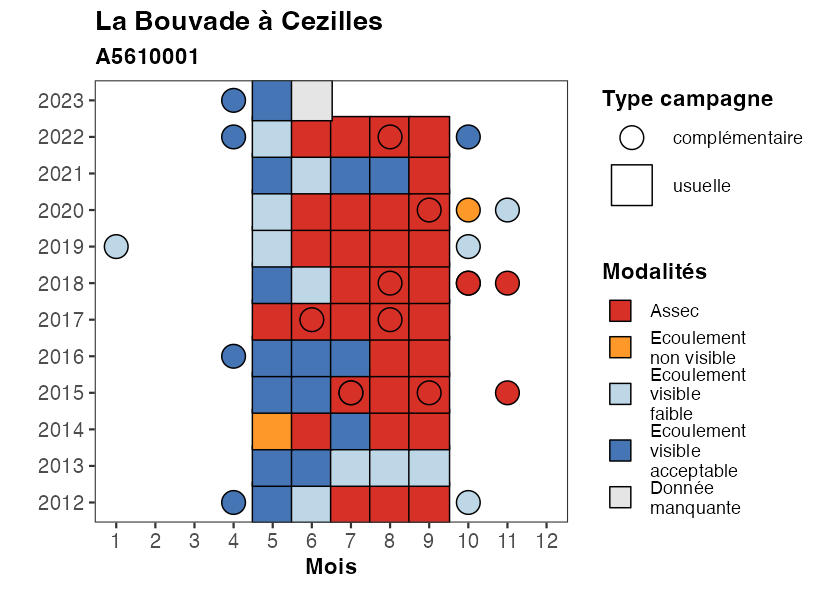 La Bouvade à Cezilles
A5610001
2023
2022
2021
2020
2019
2018
2017
2016
2015
2014
2013
2012
1 2 3 4 5 6 7 8 9 10 11 12
Mois
Type campagne
complémentaire
usuelle
Modalités
Assec
Ecoulement
non visible
Ecoulement
visible
faible
Ecoulement
visible
acceptable
Donnée
manquante